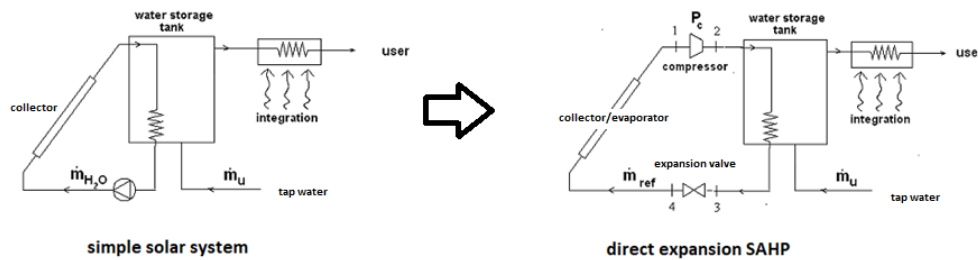 water storage
tank
user
collector
integration
ṁH₂O
ṁu
tap water
simple solar system
Pc
1
2
compressor
water storage
tank
use
collector/evaporator
integration
expansion valve
ṁref
4
3
ṁu
tap water
direct expansion SAHP